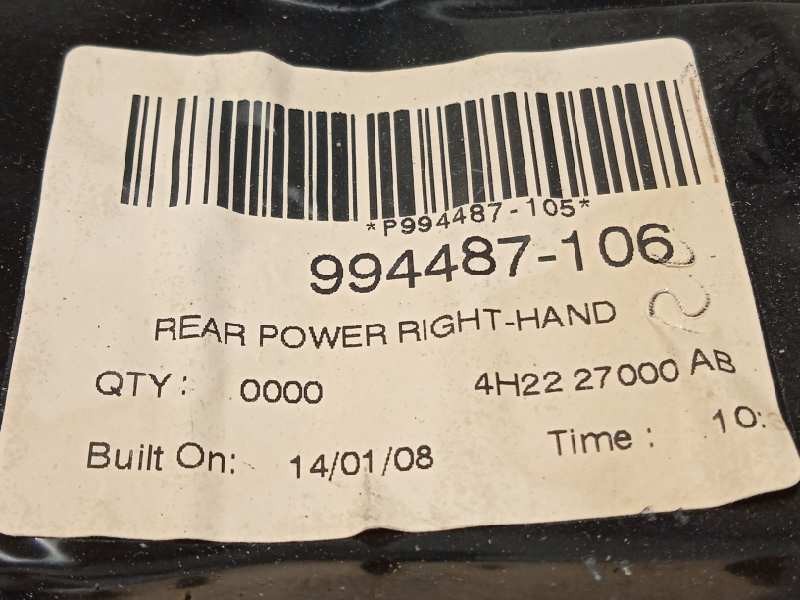 *P994487-105*
994487-106
REAR POWER RIGHT-HAND
QTY: 0000 4H22 27000 AB
Built On: 14/01/08 Time: 10: